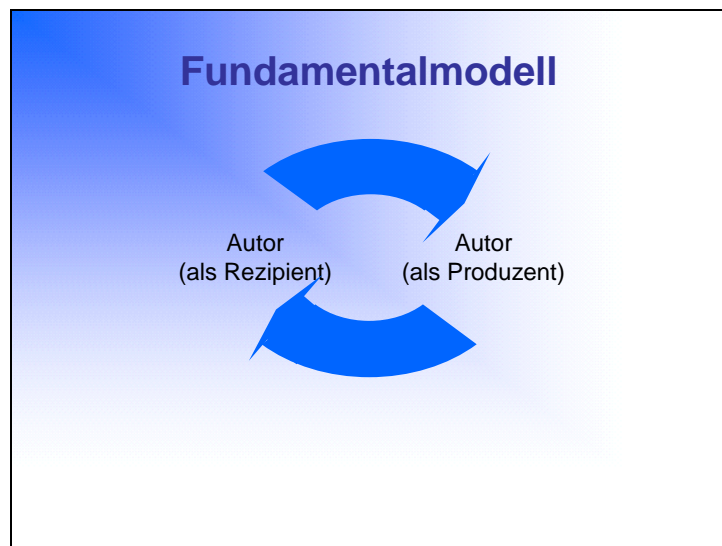 Fundamentalmodell
Autor
(als Rezipient)
Autor
(als Produzent)